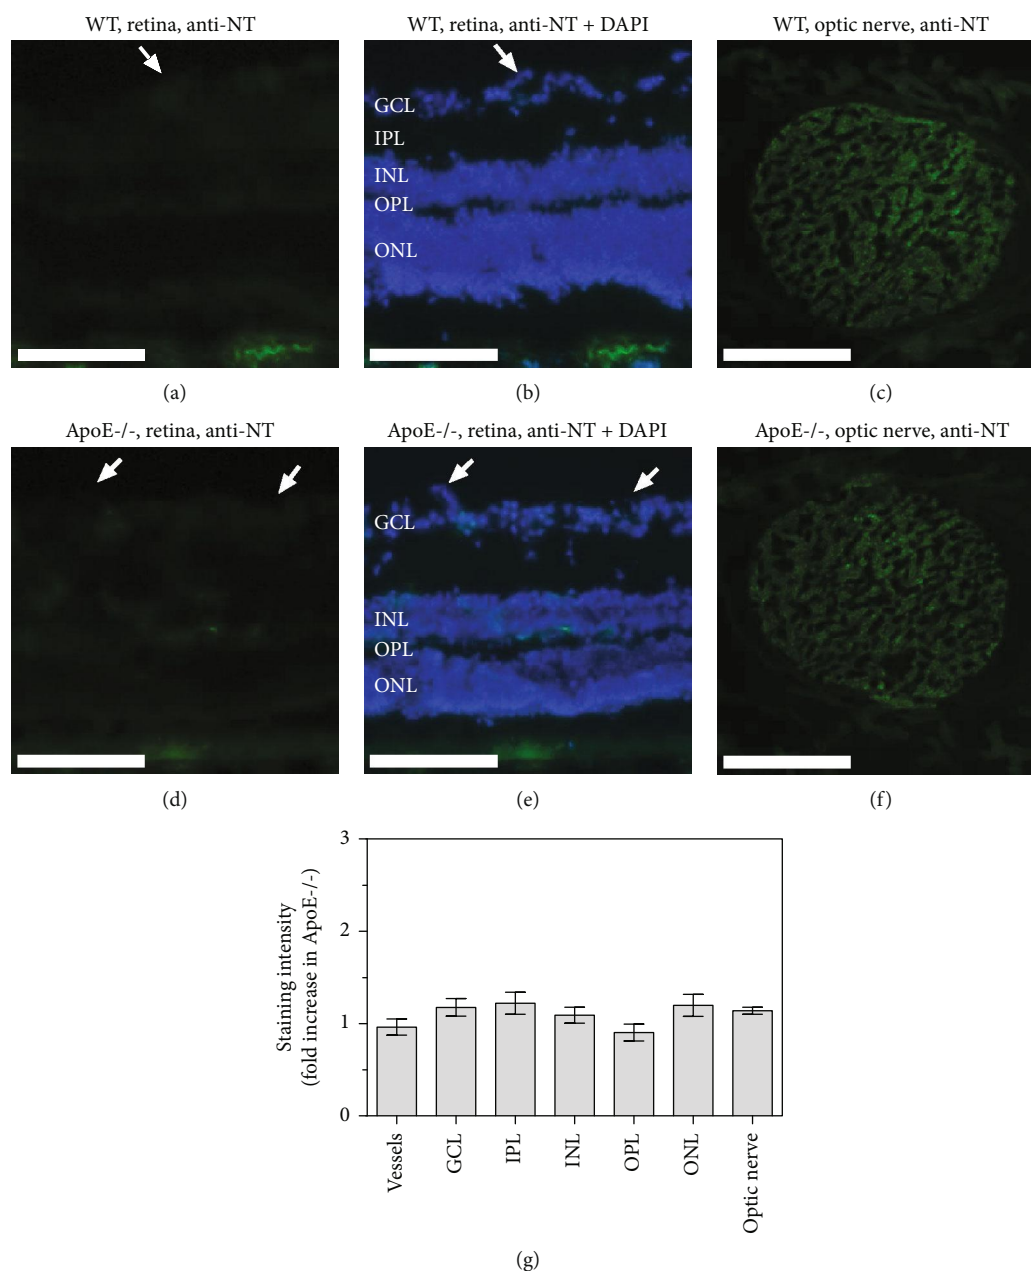 WT, retina, anti-NT
WT, retina, anti-NT + DAPI
WT, optic nerve, anti-NT
GCL
IPL
INL
OPL
ONL
(a)
(b)
(c)
ApoE-/-, retina, anti-NT
ApoE-/-, retina, anti-NT + DAPI
ApoE-/-, optic nerve, anti-NT
GCL
INL
OPL
ONL
(d)
(e)
(f)
Staining intensity
(fold increase in ApoE-/-)
3
2
1
0
Vessels
GCL
IPL
INL
OPL
ONL
Optic nerve
(g)